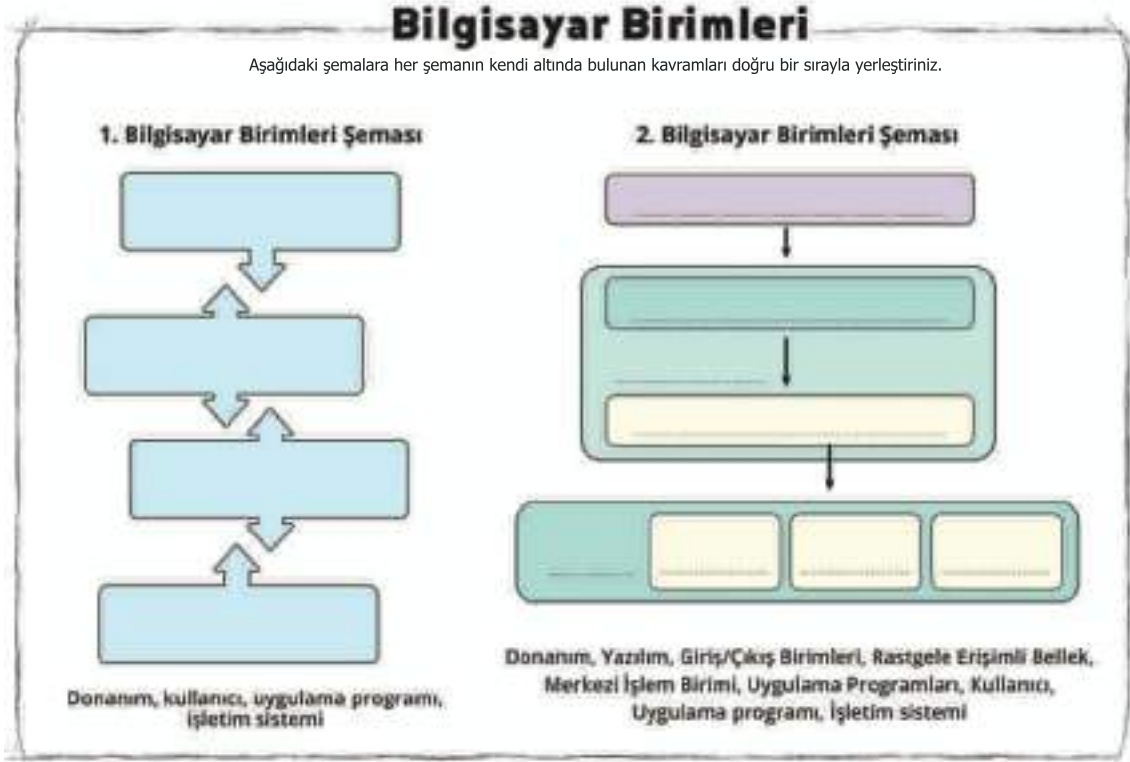 Bilgisayar Birimleri
Aşağıdaki şemalara her şemanın kendi altında bulunan kavramları doğru bir sırayla yerleştiriniz.
1. Bilgisayar Birimleri Şeması
Donanım, kullanıcı, uygulama programı,
işletim sistemi
2. Bilgisayar Birimleri Şeması
Donanım, Yazılım, Giriş/Çıkış Birimleri, Rastgele Erişimli Bellek,
Merkezi İşlem Birimi, Uygulama Programları, Kullanıcı,
Uygulama programı, İşletim sistemi